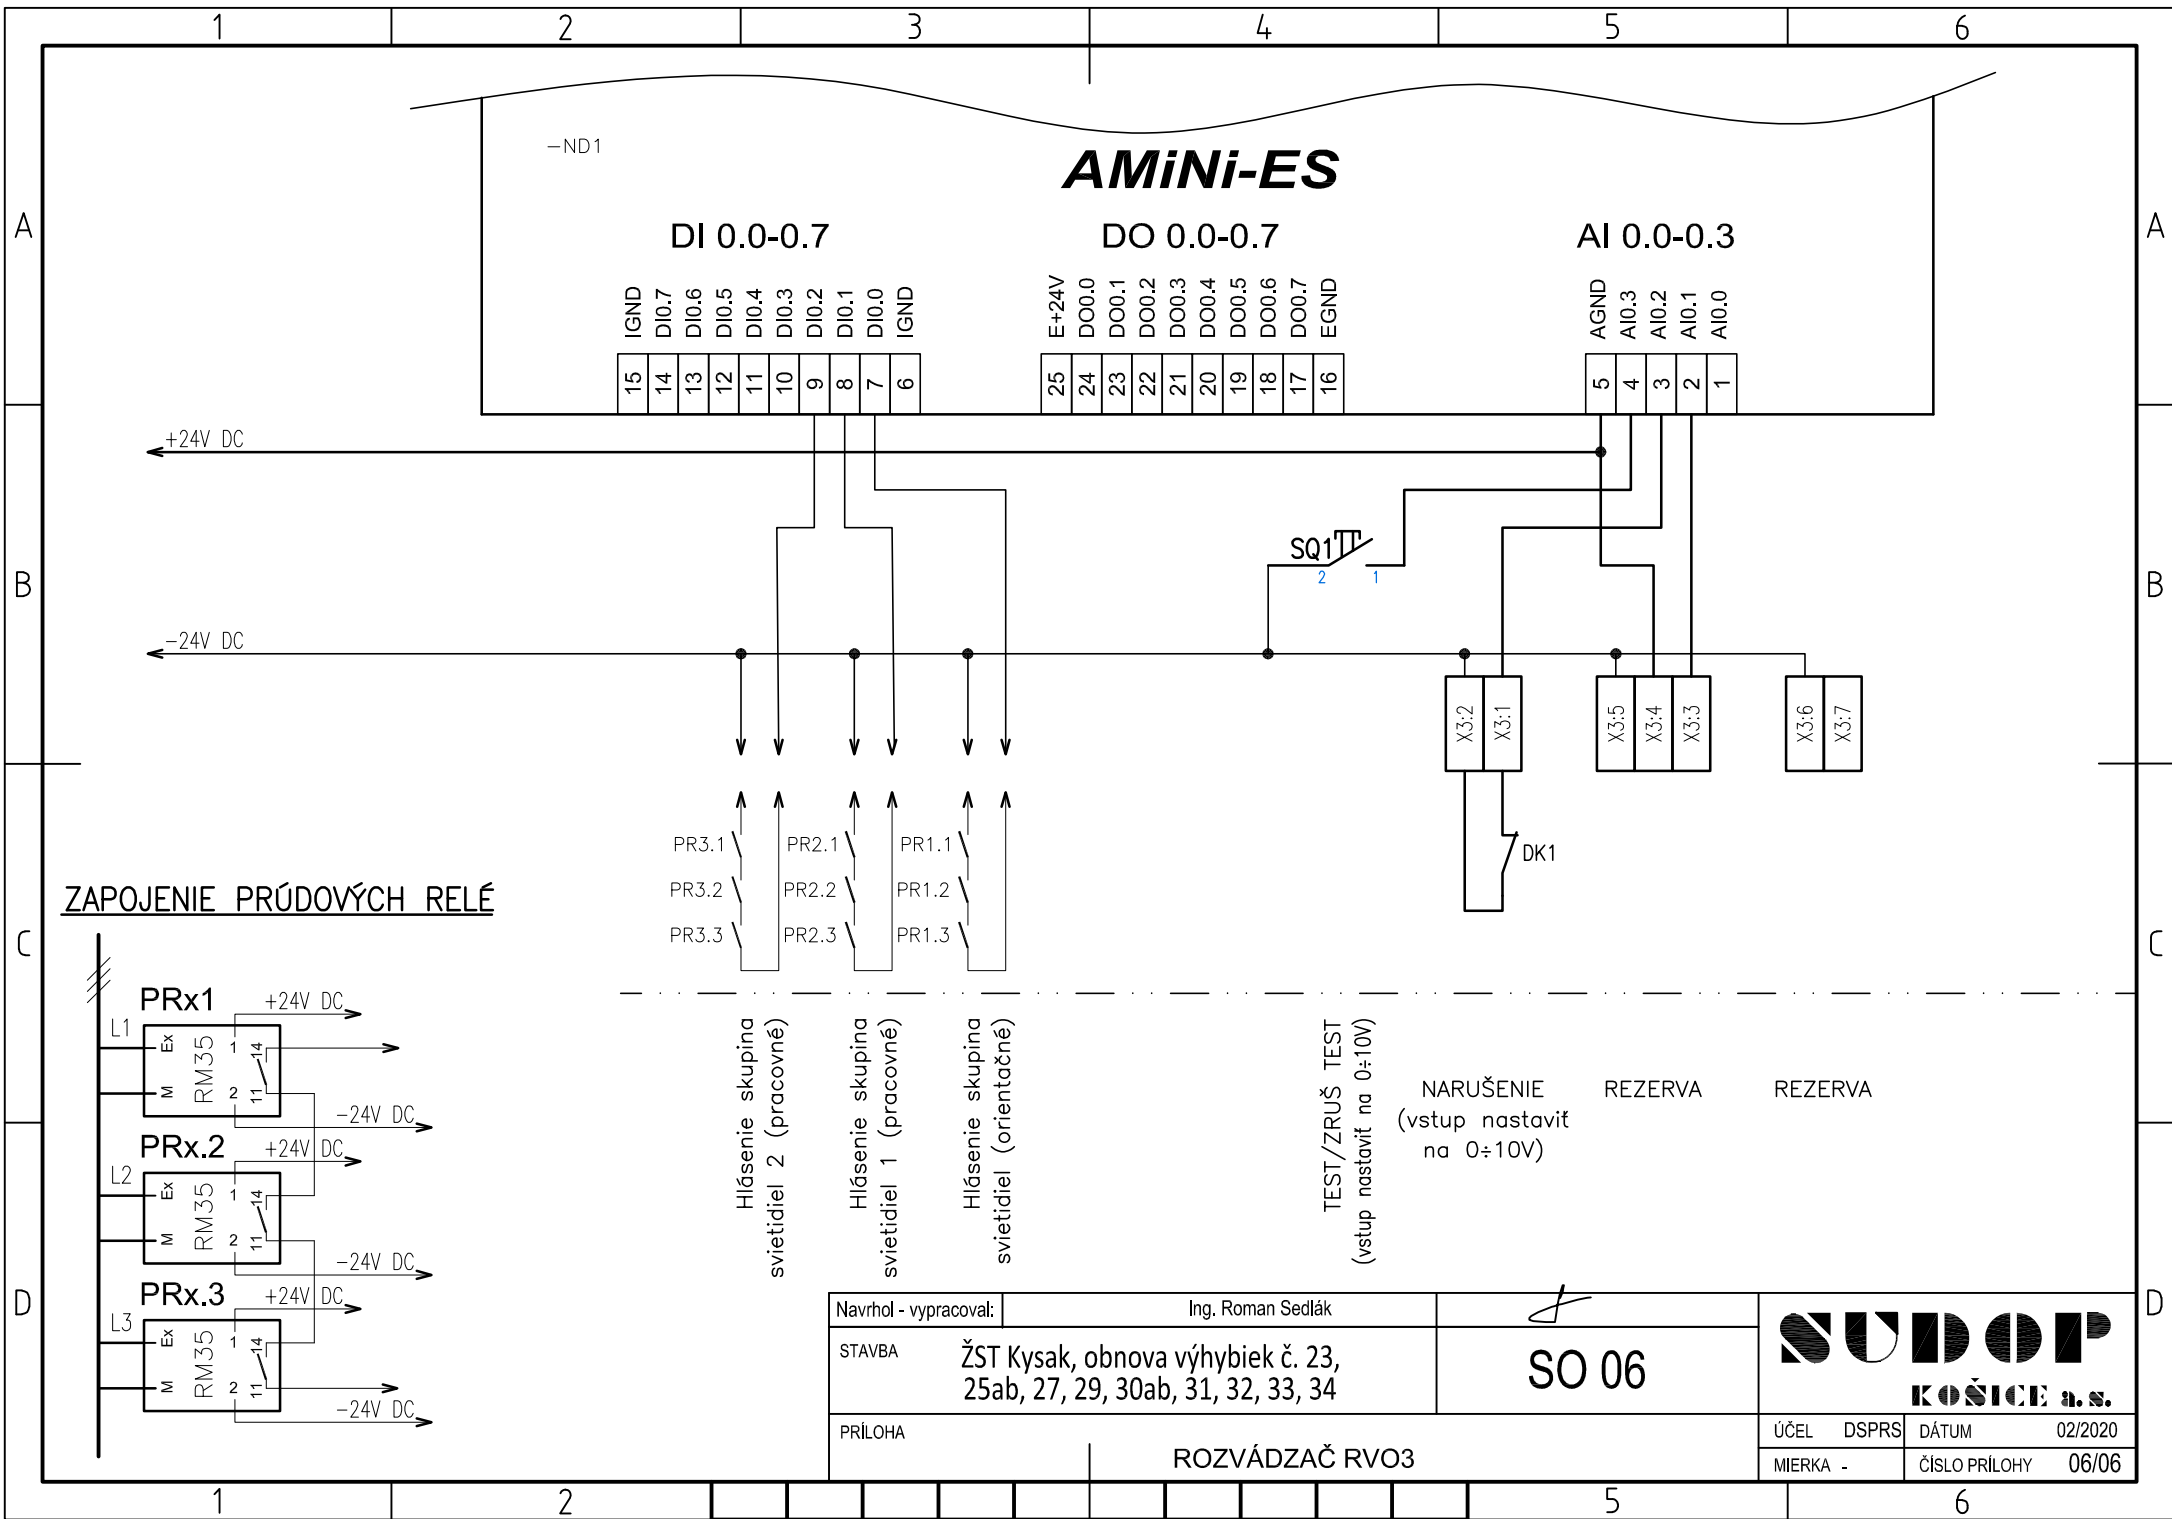 1 2 3 4 5 6
A A
B B
C C
D D
-ND1
AMiNi-ES
DI 0.0-0.7
DO 0.0-0.7
AI 0.0-0.3
IGND DI0.7 DI0.6 DI0.5 DI0.4 DI0.3 DI0.2 DI0.1 DI0.0 IGND
15 14 13 12 11 10 9 8 7 6
E+24V DO0.0 DO0.1 DO0.2 DO0.3 DO0.4 DO0.5 DO0.6 DO0.7 EGND
25 24 23 22 21 20 19 18 17 16
AGND AI0.3 AI0.2 AI0.1 AI0.0
5 4 3 2 1
+24V DC
SQ1
2 1
-24V DC
X3:2 X3:1
X3:5 X3:4 X3:3
X3:6 X3:7
PR3.1 PR2.1 PR1.1
PR3.2 PR2.2 PR1.2
PR3.3 PR2.3 PR1.3
DK1
ZAPOJENIE PRÚDOVÝCH RELÉ
PRx1
+24V DC
L1
Ex M RM35 1 2 14 11
-24V DC
PRx.2
+24V DC
L2
Ex M RM35 1 2 14 11
-24V DC
PRx.3
+24V DC
L3
Ex M RM35 1 2 14 11
-24V DC
Hlásenie skupina
svietidiel 2 (pracovné)
Hlásenie skupina
svietidiel 1 (pracovné)
Hlásenie skupina
svietidiel (orientačné)
TEST/ZRUŠ TEST
(vstup nastaviť na 0÷10V)
NARUŠENIE
(vstup nastaviť
na 0÷10V)
REZERVA
REZERVA
Navrhol - vypracoval:
Ing. Roman Sedlák
STAVBA
ŽST Kysak, obnova výhybiek č. 23,
25ab, 27, 29, 30ab, 31, 32, 33, 34
SO 06
PRÍLOHA
ROZVÁDZAČ RVO3
SUDOP
KOŠICE a. s.
ÚČEL DSPRS
DÁTUM 02/2020
MIERKA -
ČÍSLO PRÍLOHY 06/06
1 2 5 6